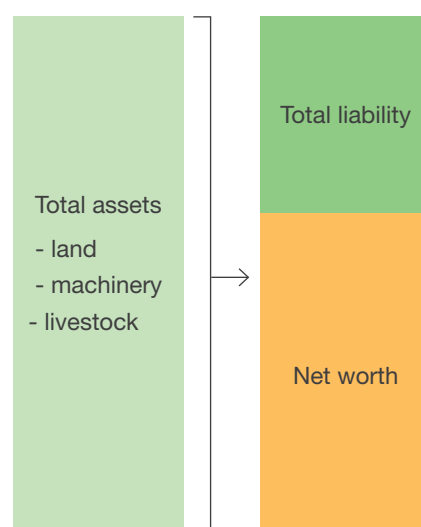 Total assets
- land
- machinery
- livestock
Total liability
Net worth